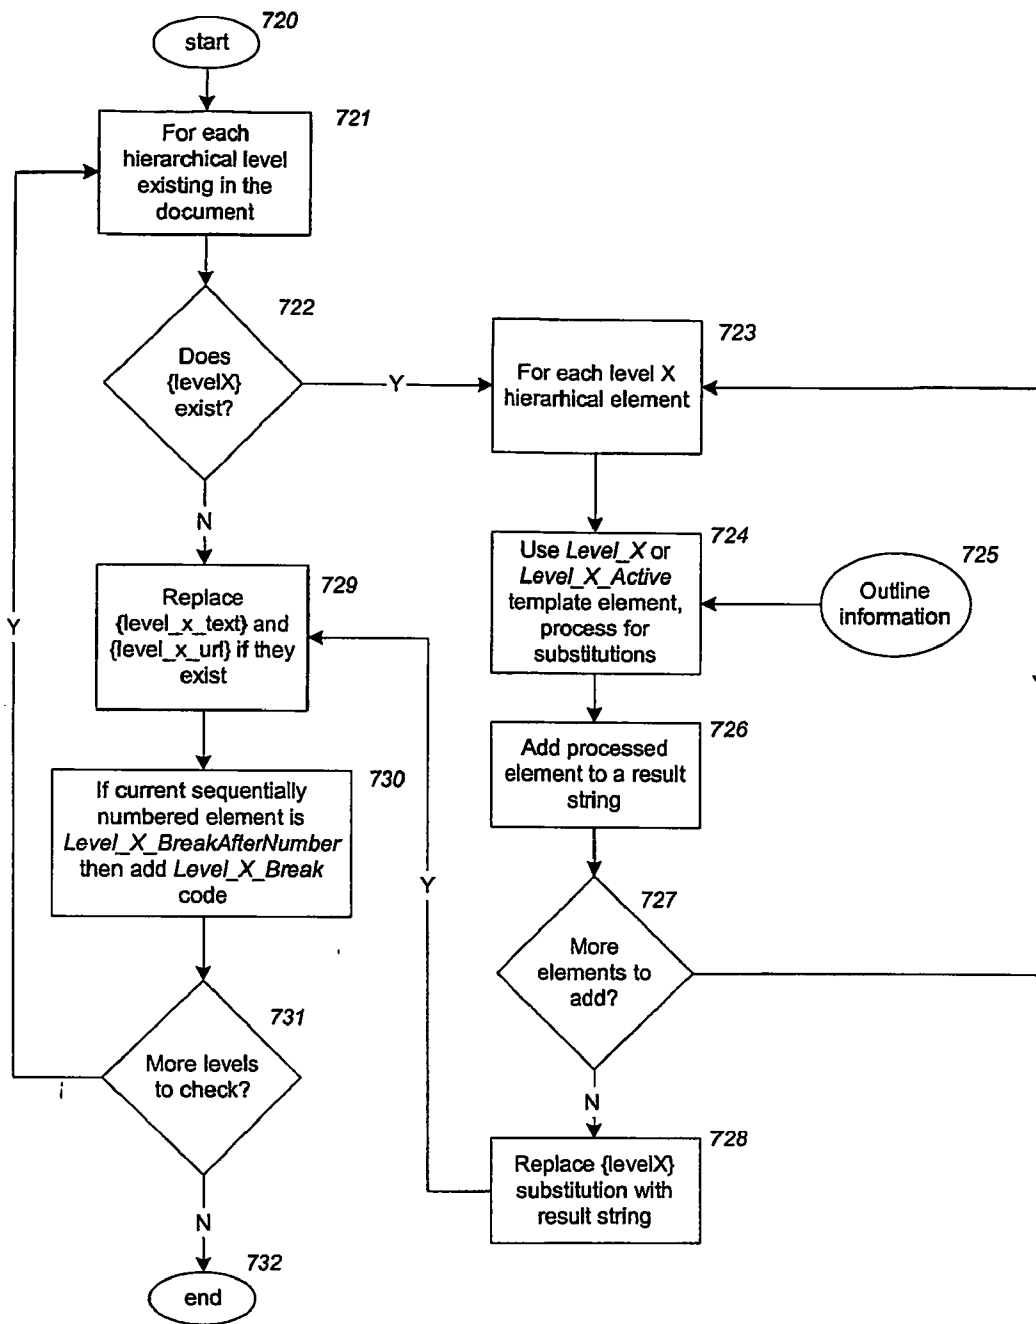 720
start
721
For each
hierarchical level
existing in the
document
722
Does
{levelX}
exist?
Y
N
723
For each level X
hierarhical element
724
Use Level_X or
Level_X_Active
template element,
process for
substitutions
725
Outline
information
726
Add processed
element to a result
string
727
More
elements to
add?
N
728
Replace {levelX}
substitution with
result string
Y
729
Replace
{level_x_text} and
{level_x_url} if they
exist
730
If current sequentially
numbered element is
Level_X_BreakAfterNumber
then add Level_X_Break
code
731
More levels
to check?
Y
N
732
end